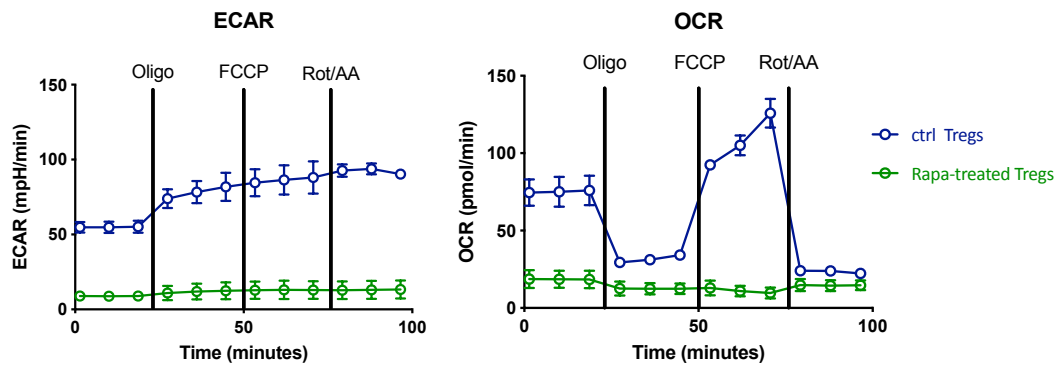 ECAR
Oligo FCCP Rot/AA
150
100
50
0
0 50 100
ECAR (mpH/min)
Time (minutes)
OCR
Oligo FCCP Rot/AA
150
100
50
0
0 50 100
OCR (pmol/min)
Time (minutes)
ctrl Tregs
Rapa-treated Tregs